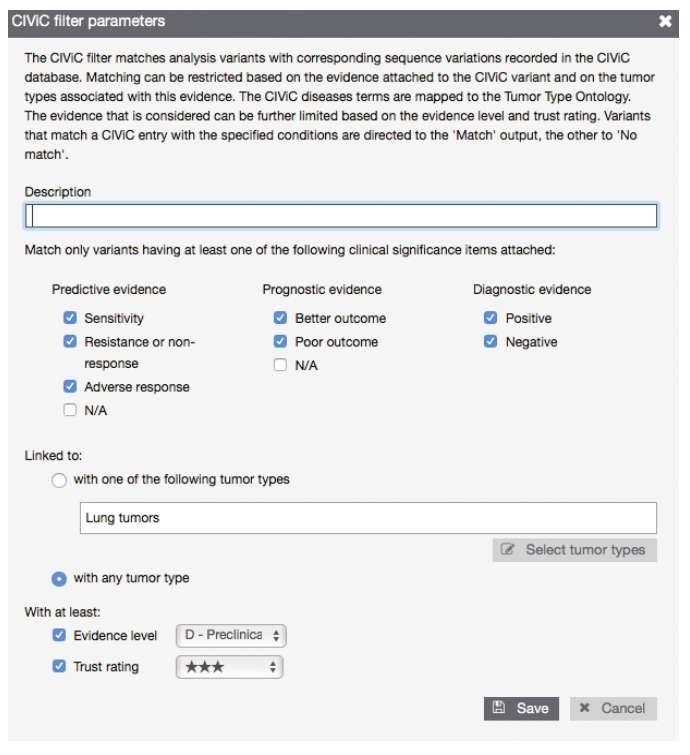 CIViC filter parameters
The CIViC filter matches analysis variants with corresponding sequence variations recorded in the CIViC
database. Matching can be restricted based on the evidence attached to the CIViC variant and on the tumor
types associated with this evidence. The CIViC diseases terms are mapped to the Tumor Type Ontology.
The evidence that is considered can be further limited based on the evidence level and trust rating. Variants
that match a CIViC entry with the specified conditions are directed to the 'Match' output, the other to 'No
match'.
Description
Match only variants having at least one of the following clinical significance items attached:
Predictive evidence
Sensitivity
Resistance or non-
response
Adverse response
N/A
Prognostic evidence
Better outcome
Poor outcome
N/A
Diagnostic evidence
Positive
Negative
Linked to:
with one of the following tumor types
Lung tumors
Select tumor types
with any tumor type
With at least:
Evidence level D - Preclinica
Trust rating ★★★
Save Cancel